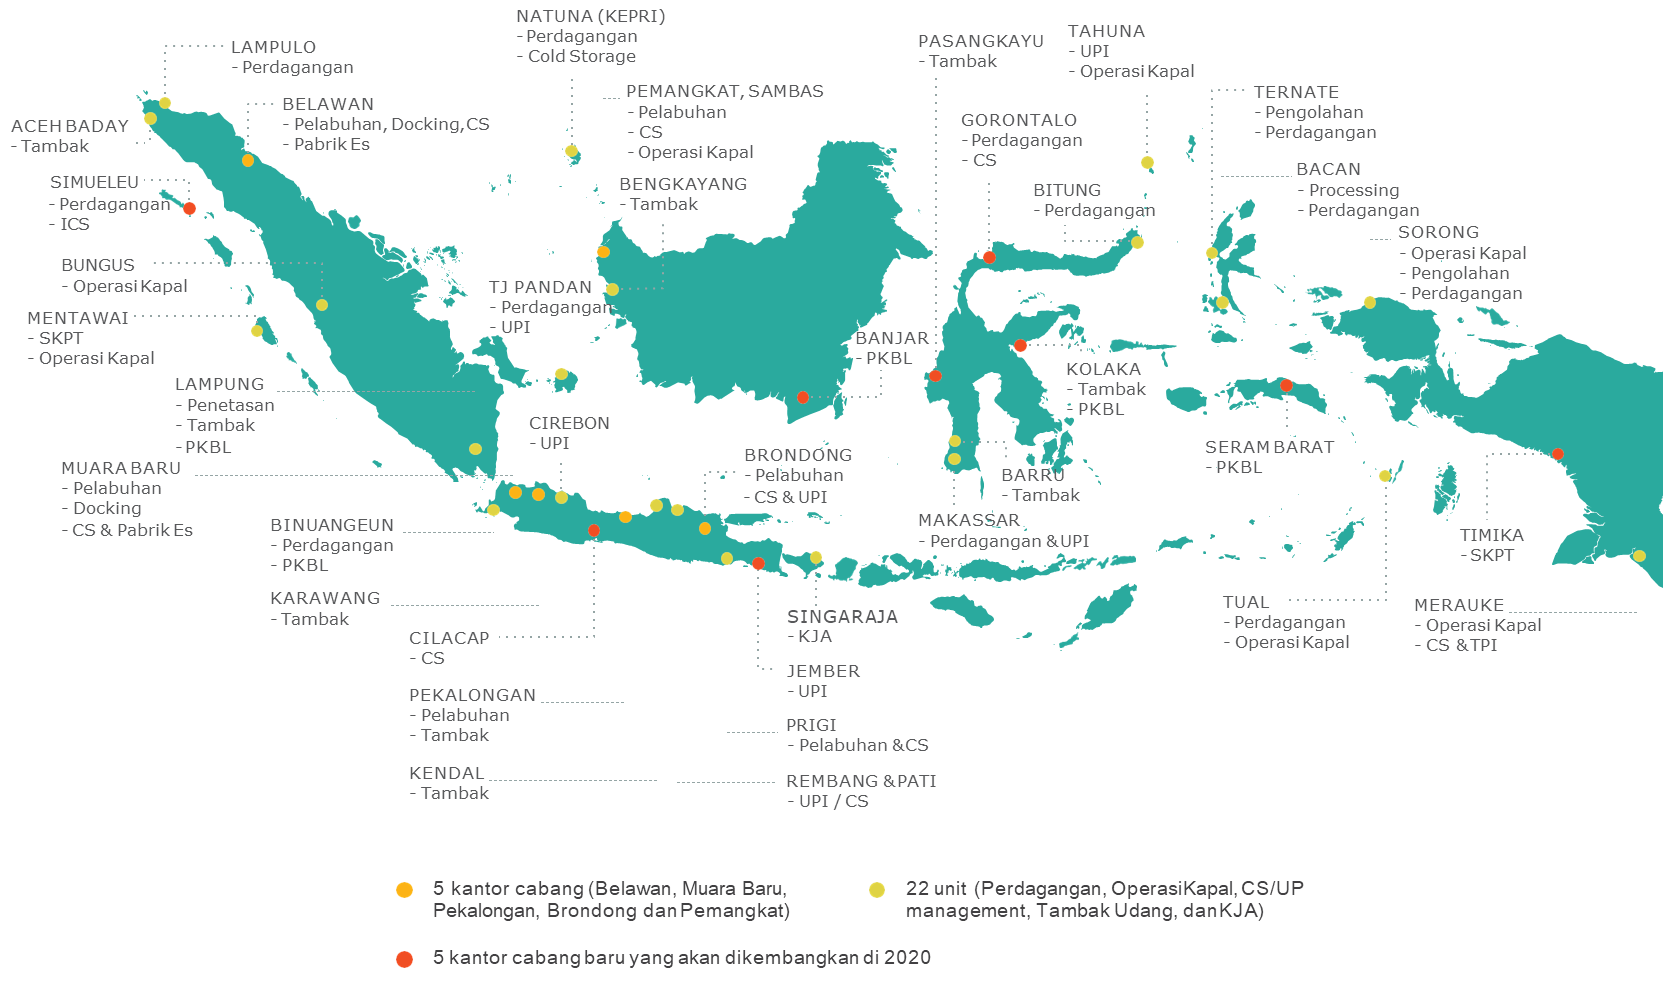 NATUNA (KEPRI)
- Perdagangan
- Cold Storage
TAHUNA
- UPI
- Operasi Kapal
PASANGKAYU
- Tambak
LAMPULO
- Perdagangan
PEMANGKAT, SAMBAS
- Pelabuhan
- CS
- Operasi Kapal
TERNATE
- Pengolahan
- Perdagangan
BELAWAN
- Pelabuhan, Docking, CS
- Pabrik Es
GORONTALO
- Perdagangan
- CS
ACEH BADAY
- Tambak
BACAN
- Processing
- Perdagangan
SIMUELEU
- Perdagangan
- ICS
BENGKAYANG
- Tambak
BITUNG
- Perdagangan
SORONG
- Operasi Kapal
- Pengolahan
- Perdagangan
BUNGUS
- Operasi Kapal
TJ PANDAN
- Perdagangan
- UPI
MENTAWAI
- SKPT
- Operasi Kapal
BANJAR
- PKBL
KOLAKA
- Tambak
- PKBL
LAMPUNG
- Penetasan
- Tambak
- PKBL
CIREBON
- UPI
SERAM BARAT
- PKBL
BRONDONG
- Pelabuhan
- CS & UPI
MUARA BARU
- Pelabuhan
- Docking
- CS & Pabrik Es
BARRU
- Tambak
MAKASSAR
- Perdagangan & UPI
BINUANGEUN
- Perdagangan
- PKBL
TIMIKA
- SKPT
KARAWANG
- Tambak
TUAL
- Perdagangan
- Operasi Kapal
MERAUKE
- Operasi Kapal
- CS & TPI
SINGARAJA
- KJA
CILACAP
- CS
JEMBER
- UPI
PEKALONGAN
- Pelabuhan
- Tambak
PRIGI
- Pelabuhan & CS
KENDAL
- Tambak
REMBANG & PATI
- UPI / CS
5 kantor cabang (Belawan, Muara Baru,
Pekalongan, Brondong dan Pemangkat)
22 unit (Perdagangan, Operasi Kapal, CS/UP
management, Tambak Udang, dan KJA)
5 kantor cabang baru yang akan dikembangkan di 2020